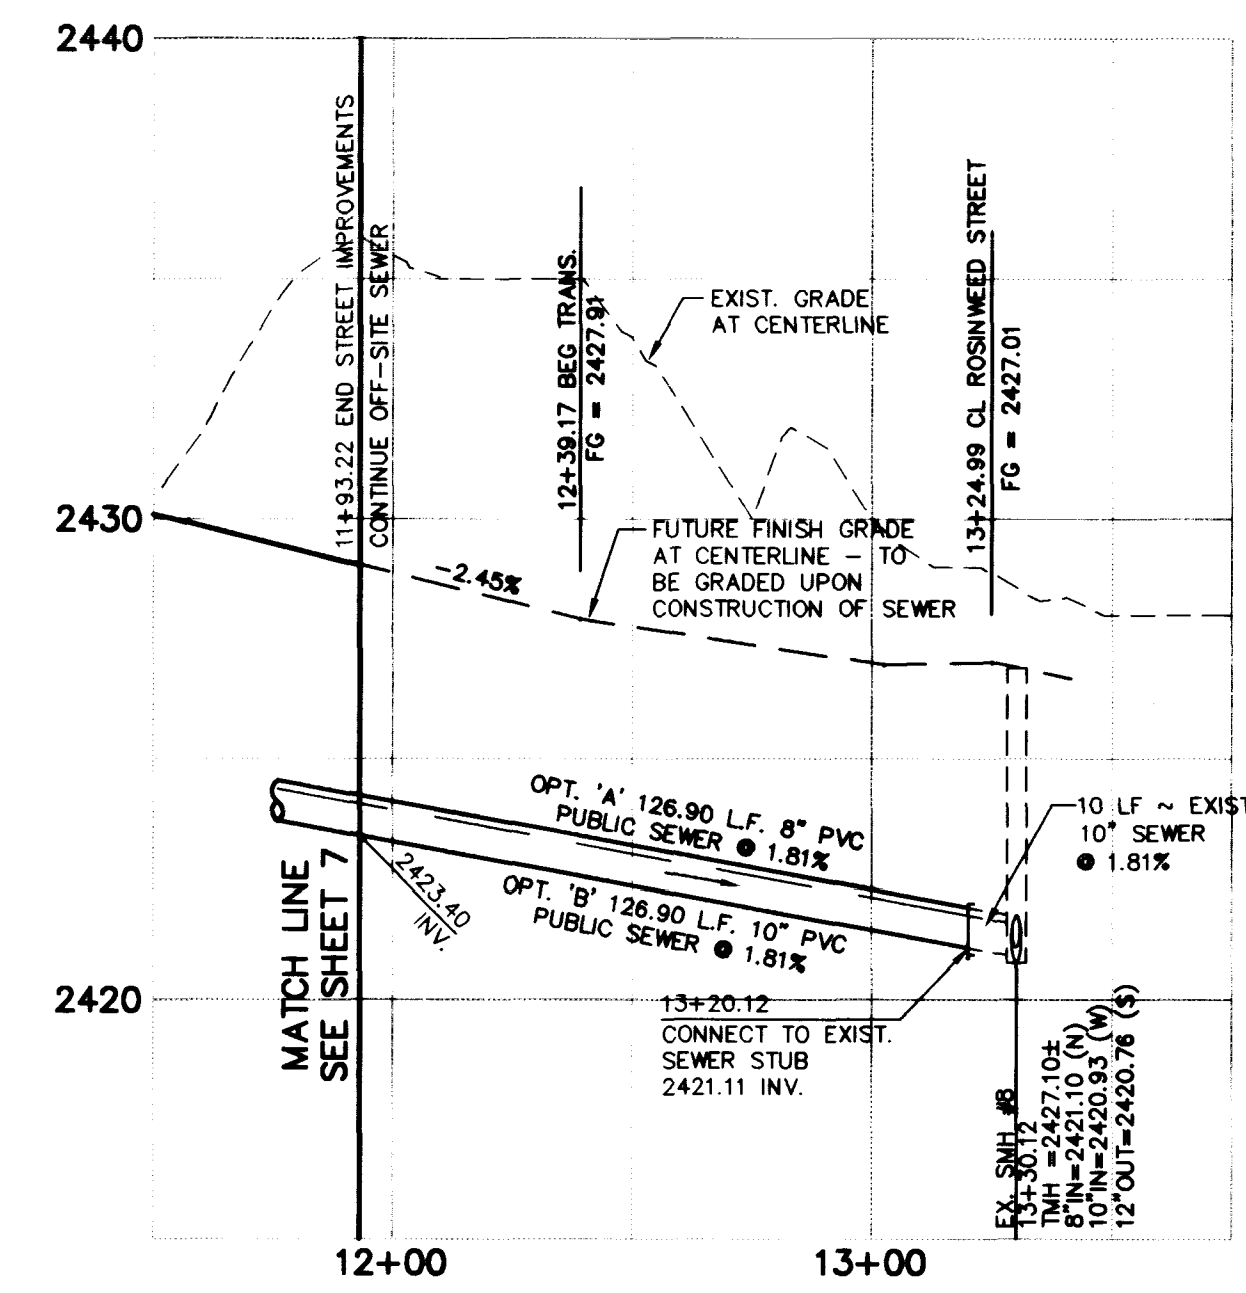 2440
2430
2420
12+00
13+00
11+93.22 END STREET IMPROVEMENTS
CONTINUE OFF-SITE SEWER
12+39.17 BEG TRANS.
FG = 2427.91
EXIST. GRADE
AT CENTERLINE
13+24.99 CL ROSINWEED STREET
FG = 2427.01
FUTURE FINISH GRADE
AT CENTERLINE – TO
BE GRADED UPON
CONSTRUCTION OF SEWER
-2.45%
OPT. 'A' 126.90 L.F. 8" PVC
PUBLIC SEWER @ 1.81%
OPT. 'B' 126.90 L.F. 10" PVC
PUBLIC SEWER @ 1.81%
10 LF ~ EXIST
10" SEWER
@ 1.81%
2423.40
INV.
MATCH LINE
SEE SHEET 7
13+20.12
CONNECT TO EXIST.
SEWER STUB
2421.11 INV.
EX. SMH #8
13+30.12
TMH =2427.10±
8"IN=2421.10 (N)
10"IN=2420.93 (W)
12"OUT=2420.76 (S)